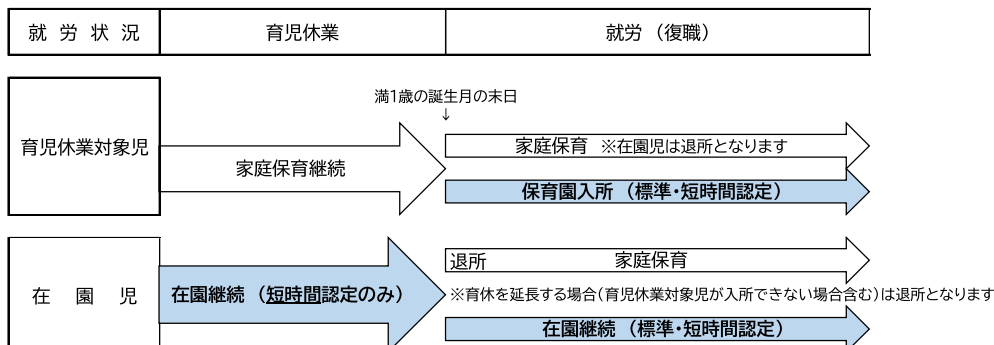 就労状況 育児休業 就労（復職）
満1歳の誕生月の末日
↓
育児休業対象児
家庭保育継続
家庭保育 ※在園児は退所となります
保育園入所（標準・短時間認定）
在園児
在園継続（短時間認定のみ）
退所 家庭保育
※育休を延長する場合（育児休業対象児が入所できない場合含む）は退所となります
在園継続（標準・短時間認定）